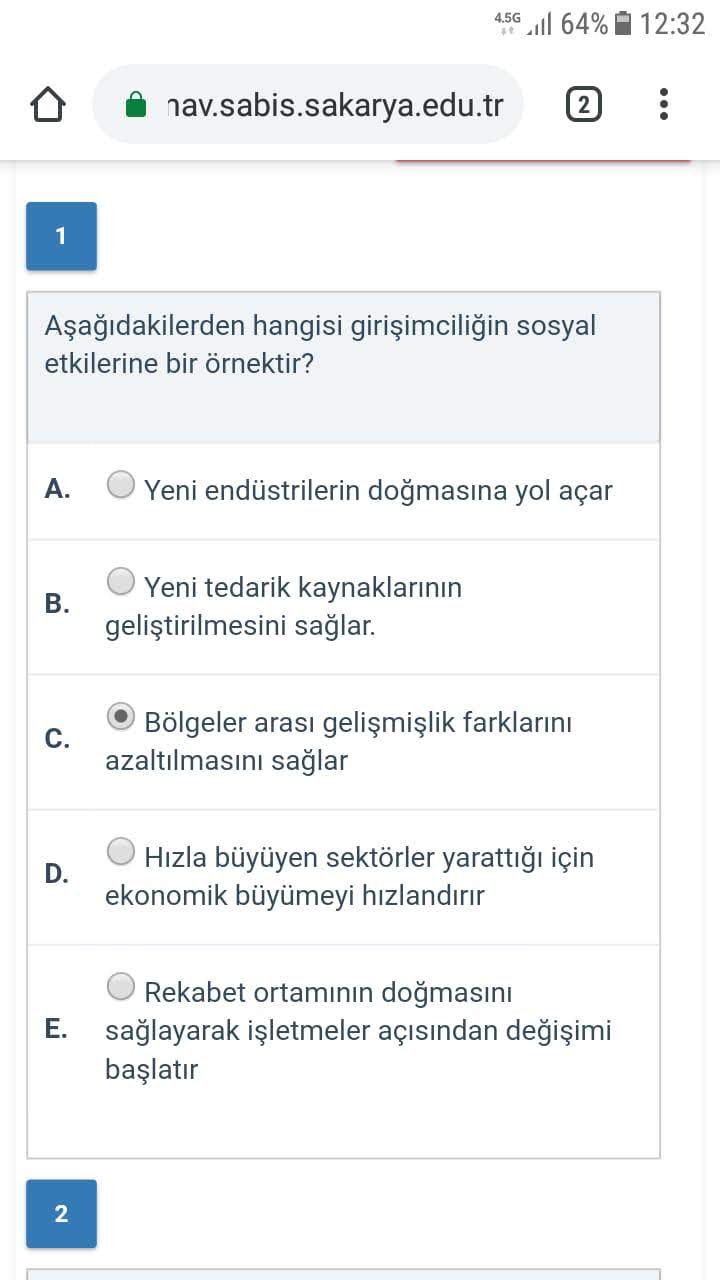 4.5G 64% 12:32
nav.sabis.sakarya.edu.tr 2
1
Aşağıdakilerden hangisi girişimciliğin sosyal
etkilerine bir örnektir?
A. Yeni endüstrilerin doğmasına yol açar
B. Yeni tedarik kaynaklarının
geliştirilmesini sağlar.
C. Bölgeler arası gelişmişlik farklarını
azaltılmasını sağlar
D. Hızla büyüyen sektörler yarattığı için
ekonomik büyümeyi hızlandırır
E. Rekabet ortamının doğmasını
sağlayarak işletmeler açısından değişimi
başlatır
2